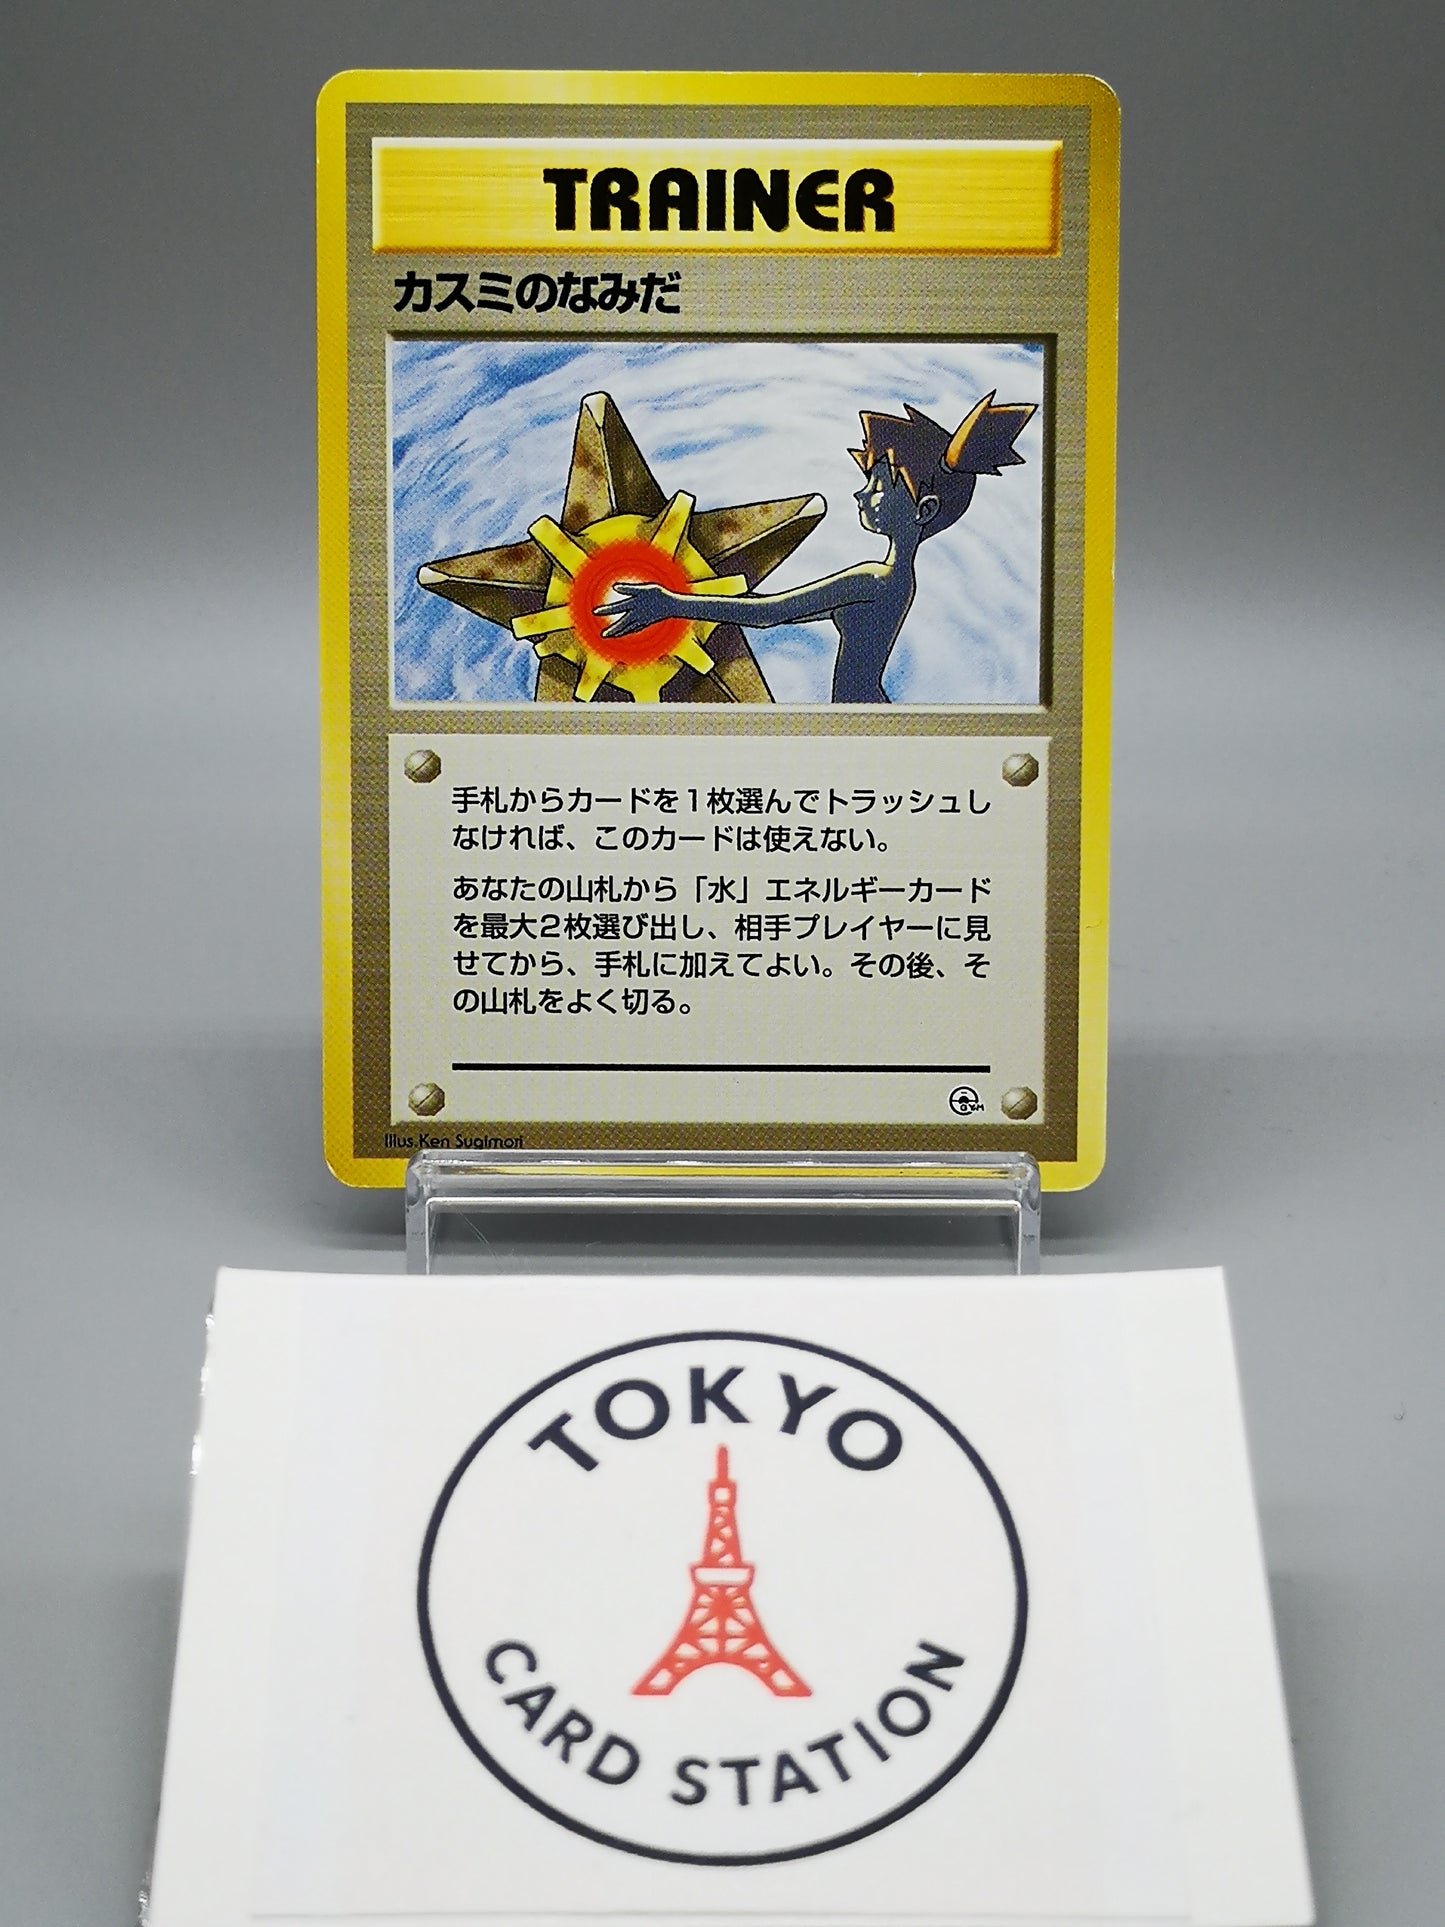 TRAINER
カスミのなみだ
手札からカードを1枚選んでトラッシュし
なければ、このカードは使えない。
あなたの山札から「水」エネルギーカード
を最大2枚選び出し、相手プレイヤーに見
せてから、手札に加えてよい。その後、そ
の山札をよく切る。
GYM
Illus.Ken Sugimori
TOKYO
CARD STATION